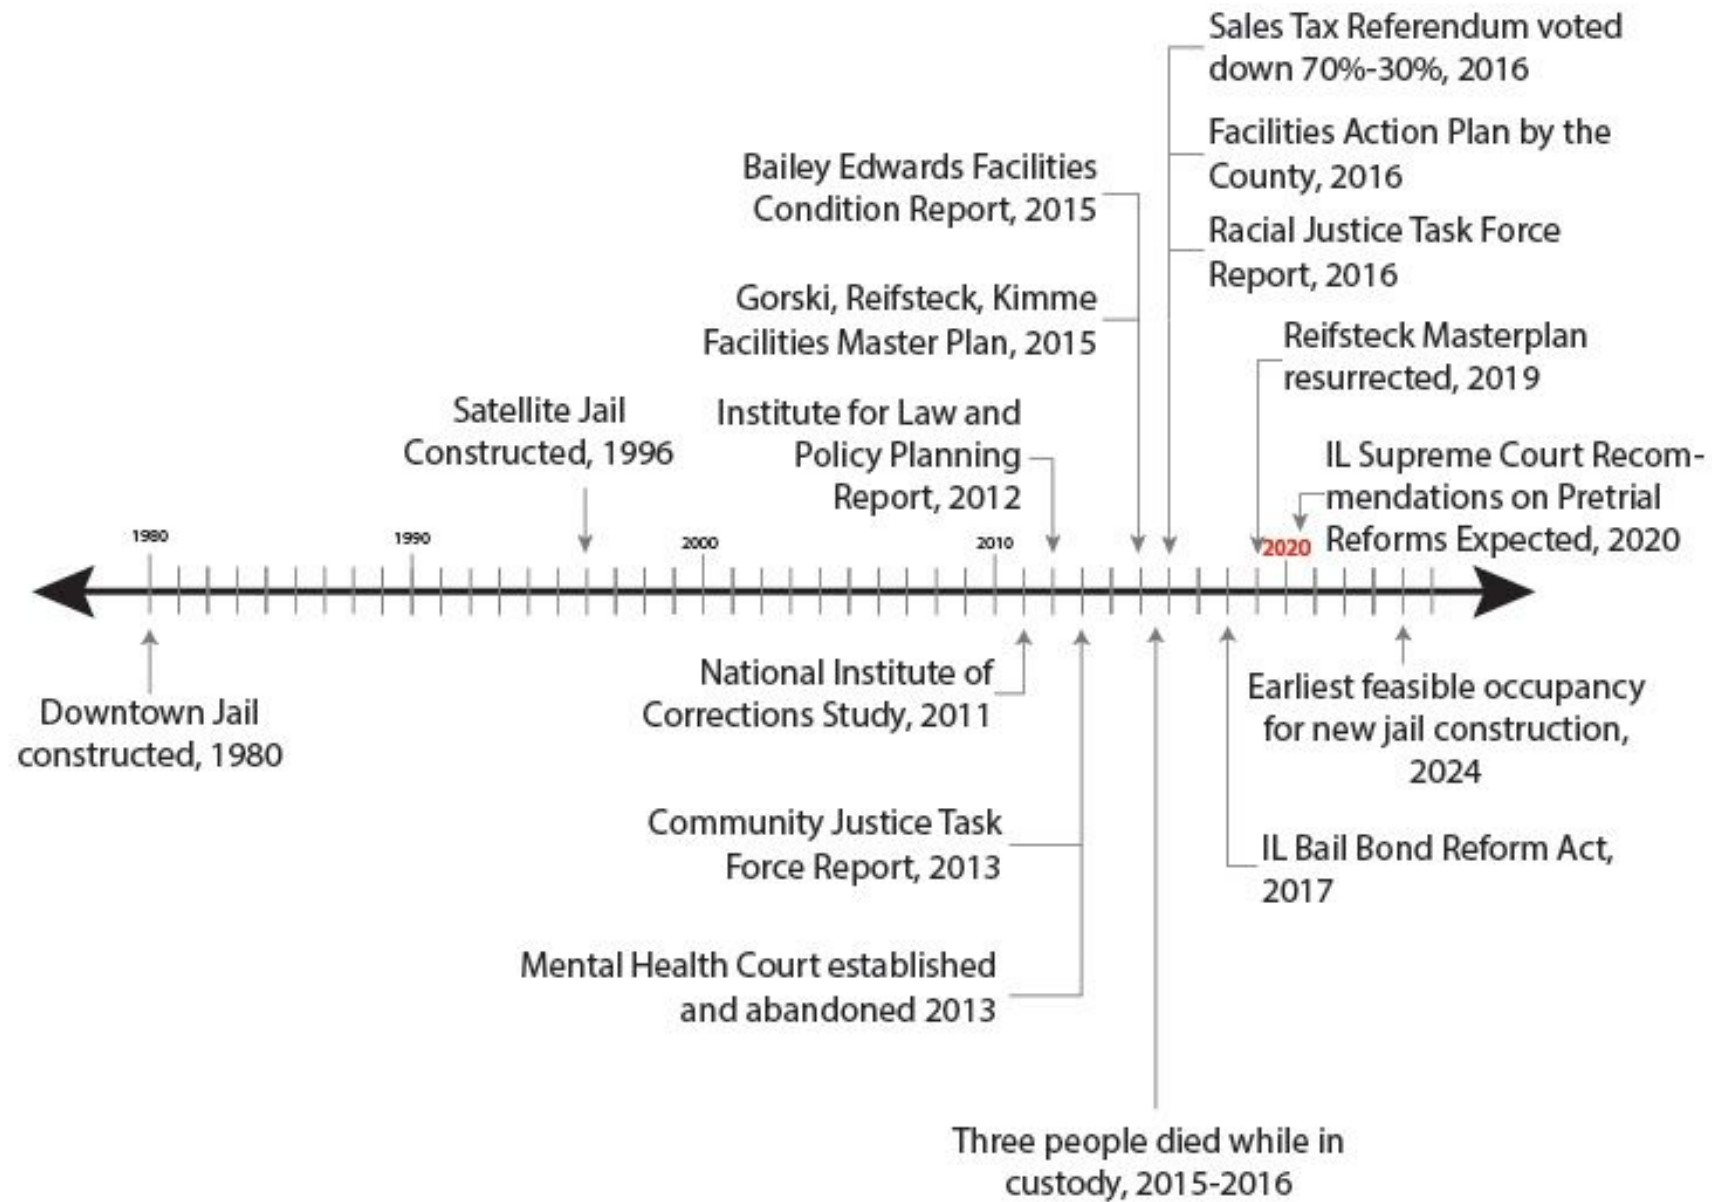 Sales Tax Referendum voted
down 70%-30%, 2016
Facilities Action Plan by the
County, 2016
Racial Justice Task Force
Report, 2016
Bailey Edwards Facilities
Condition Report, 2015
Gorski, Reifsteck, Kimme
Facilities Master Plan, 2015
Reifsteck Masterplan
resurrected, 2019
Satellite Jail
Constructed, 1996
Institute for Law and
Policy Planning
Report, 2012
IL Supreme Court Recom-
mendations on Pretrial
Reforms Expected, 2020
1980
1990
2000
2010
2020
Downtown Jail
constructed, 1980
National Institute of
Corrections Study, 2011
Earliest feasible occupancy
for new jail construction,
2024
Community Justice Task
Force Report, 2013
IL Bail Bond Reform Act,
2017
Mental Health Court established
and abandoned 2013
Three people died while in
custody, 2015-2016